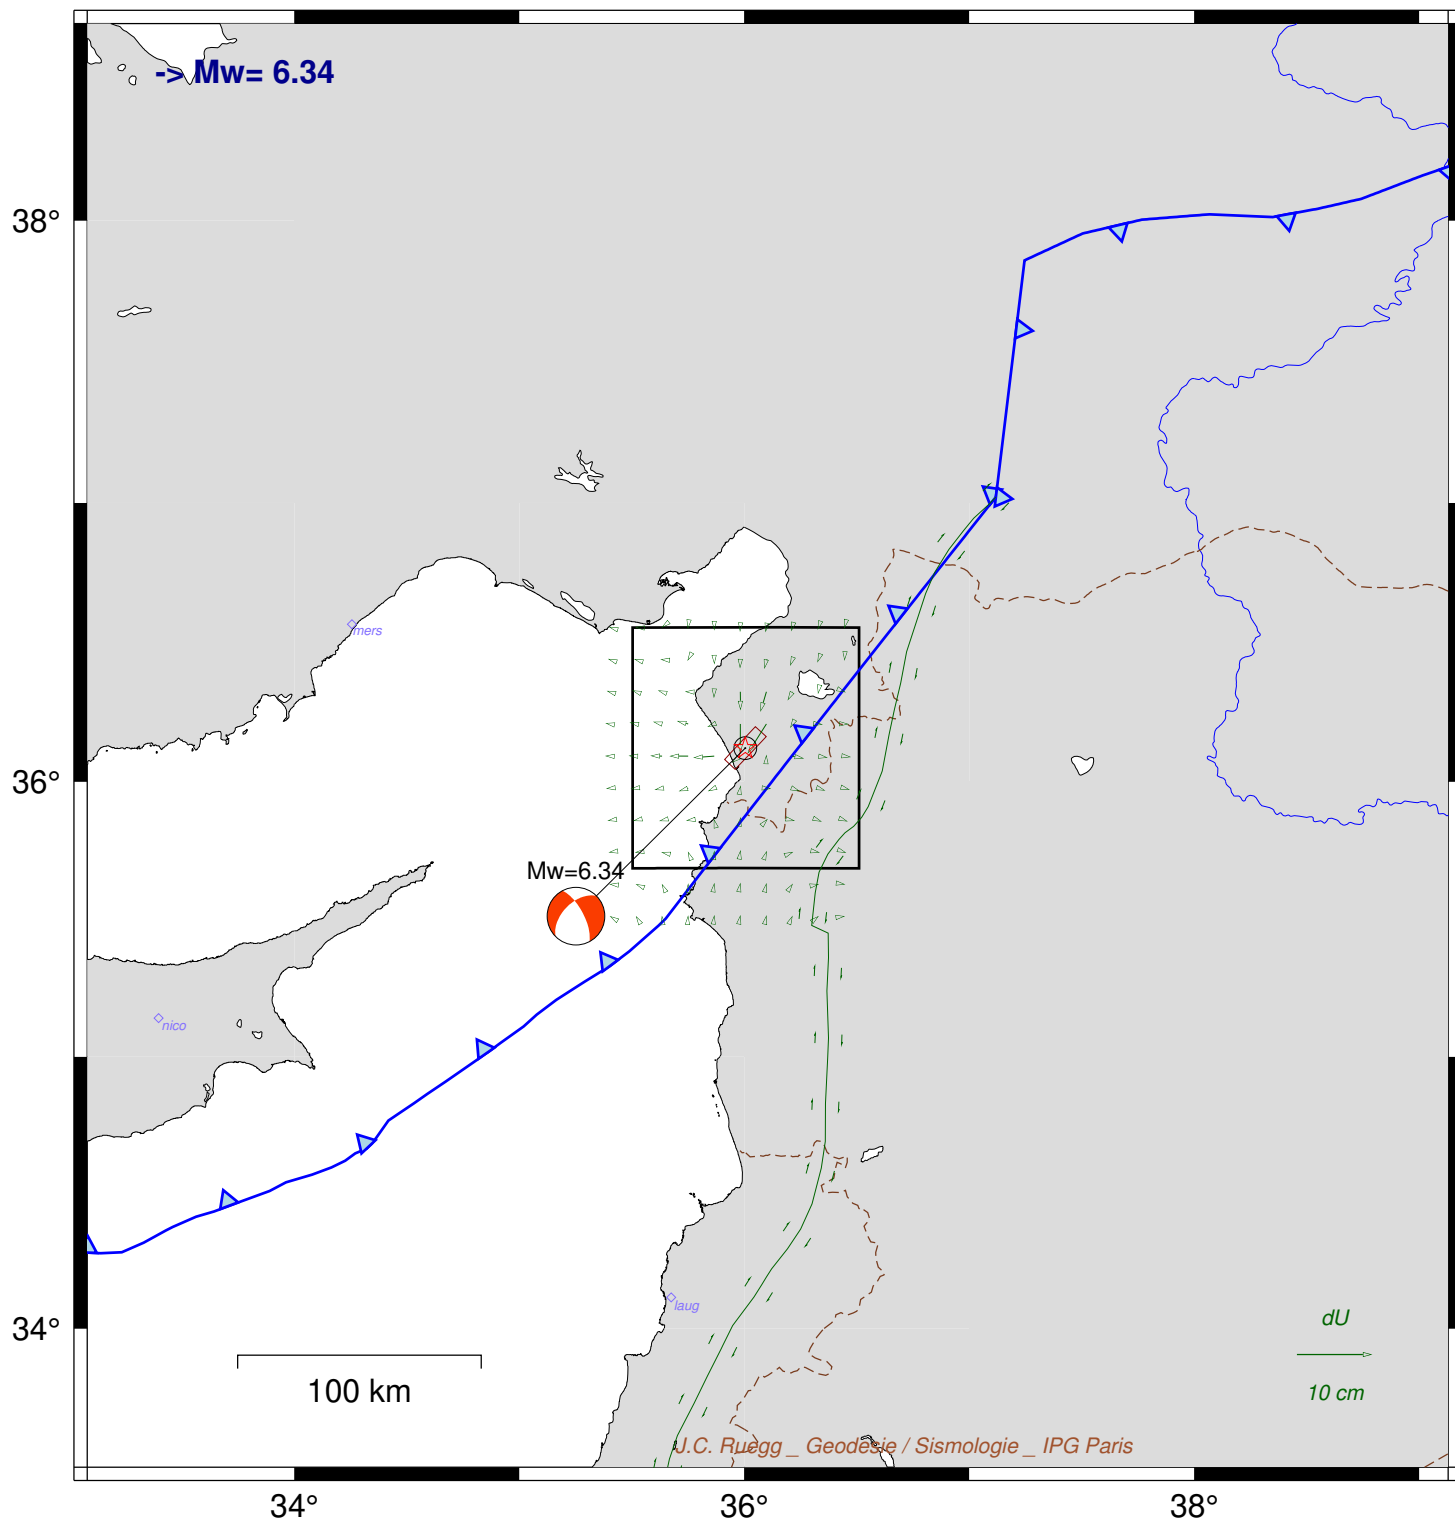 -> Mw= 6.34
38°
mers
36°
Mw=6.34
nico
laug
34°
dU
10 cm
100 km
J.C. Ruegg _ Geodesie / Sismologie _ IPG Paris
34°
36°
38°